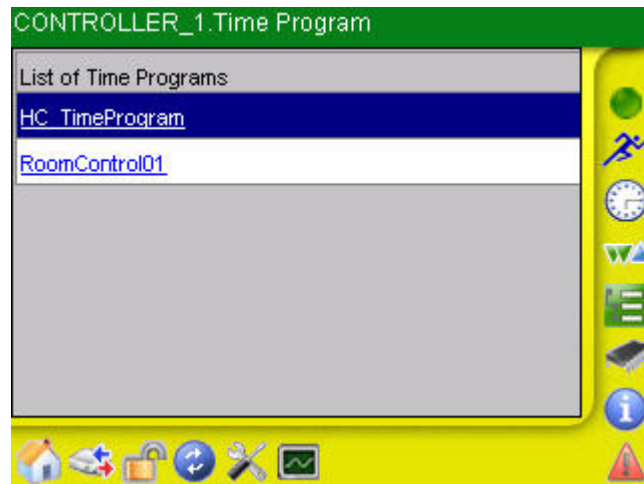 CONTROLLER_1.Time Program
List of Time Programs
HC_TimeProgram
RoomControl01